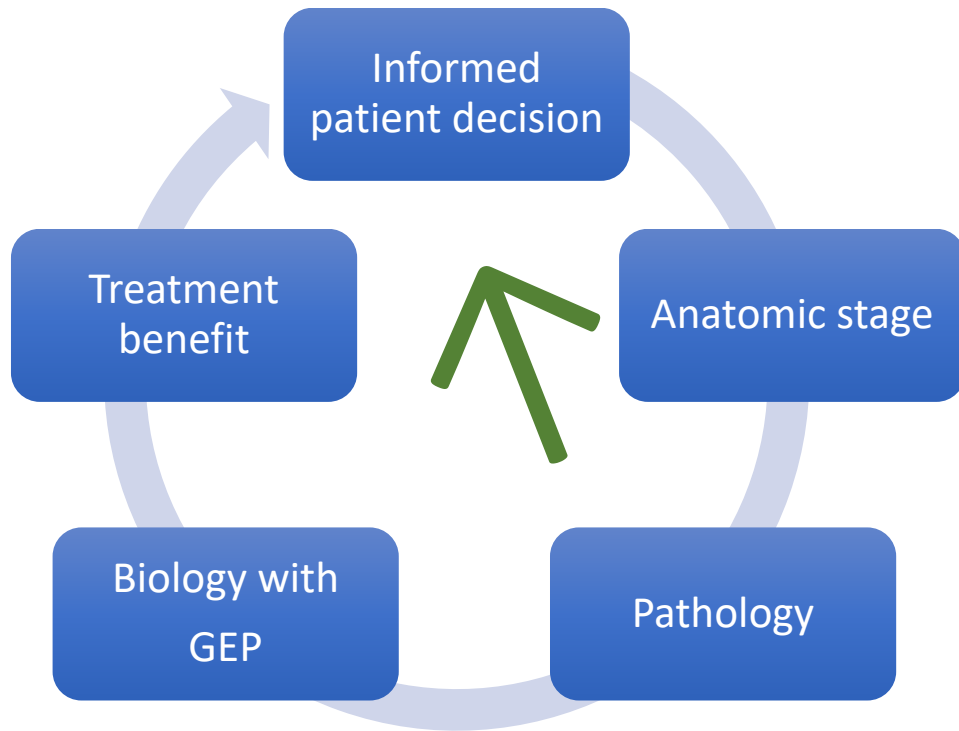 Informed
patient decision
Anatomic stage
Pathology
Biology with
GEP
Treatment
benefit